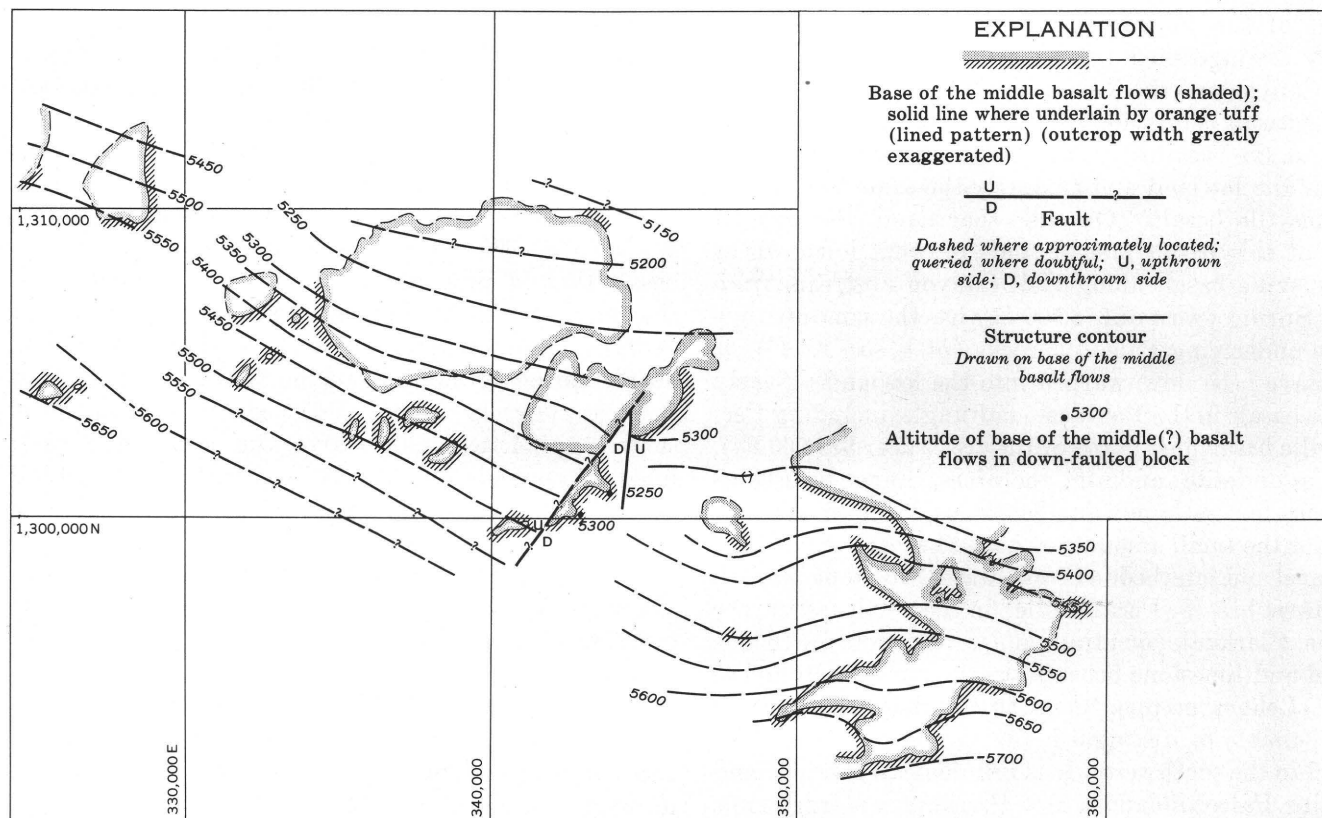 EXPLANATION
Base of the middle basalt flows (shaded);
solid line where underlain by orange tuff
(lined pattern) (outcrop width greatly
exaggerated)
U
D
?
Fault
Dashed where approximately located;
queried where doubtful; U, upthrown
side; D, downthrown side
Structure contour
Drawn on base of the middle
basalt flows
5300
Altitude of base of the middle(?) basalt
flows in down-faulted block
5450
5500
5550
1,310,000
5250
5300
5350
5400
5450
5500
5550
5600
5650
5150
5200
5300
D U
5250
5300
U
D
1,300,000 N
(?)
5350
5400
5450
5500
5550
5600
5600
5650
5700
330,000 E
340,000
350,000
360,000